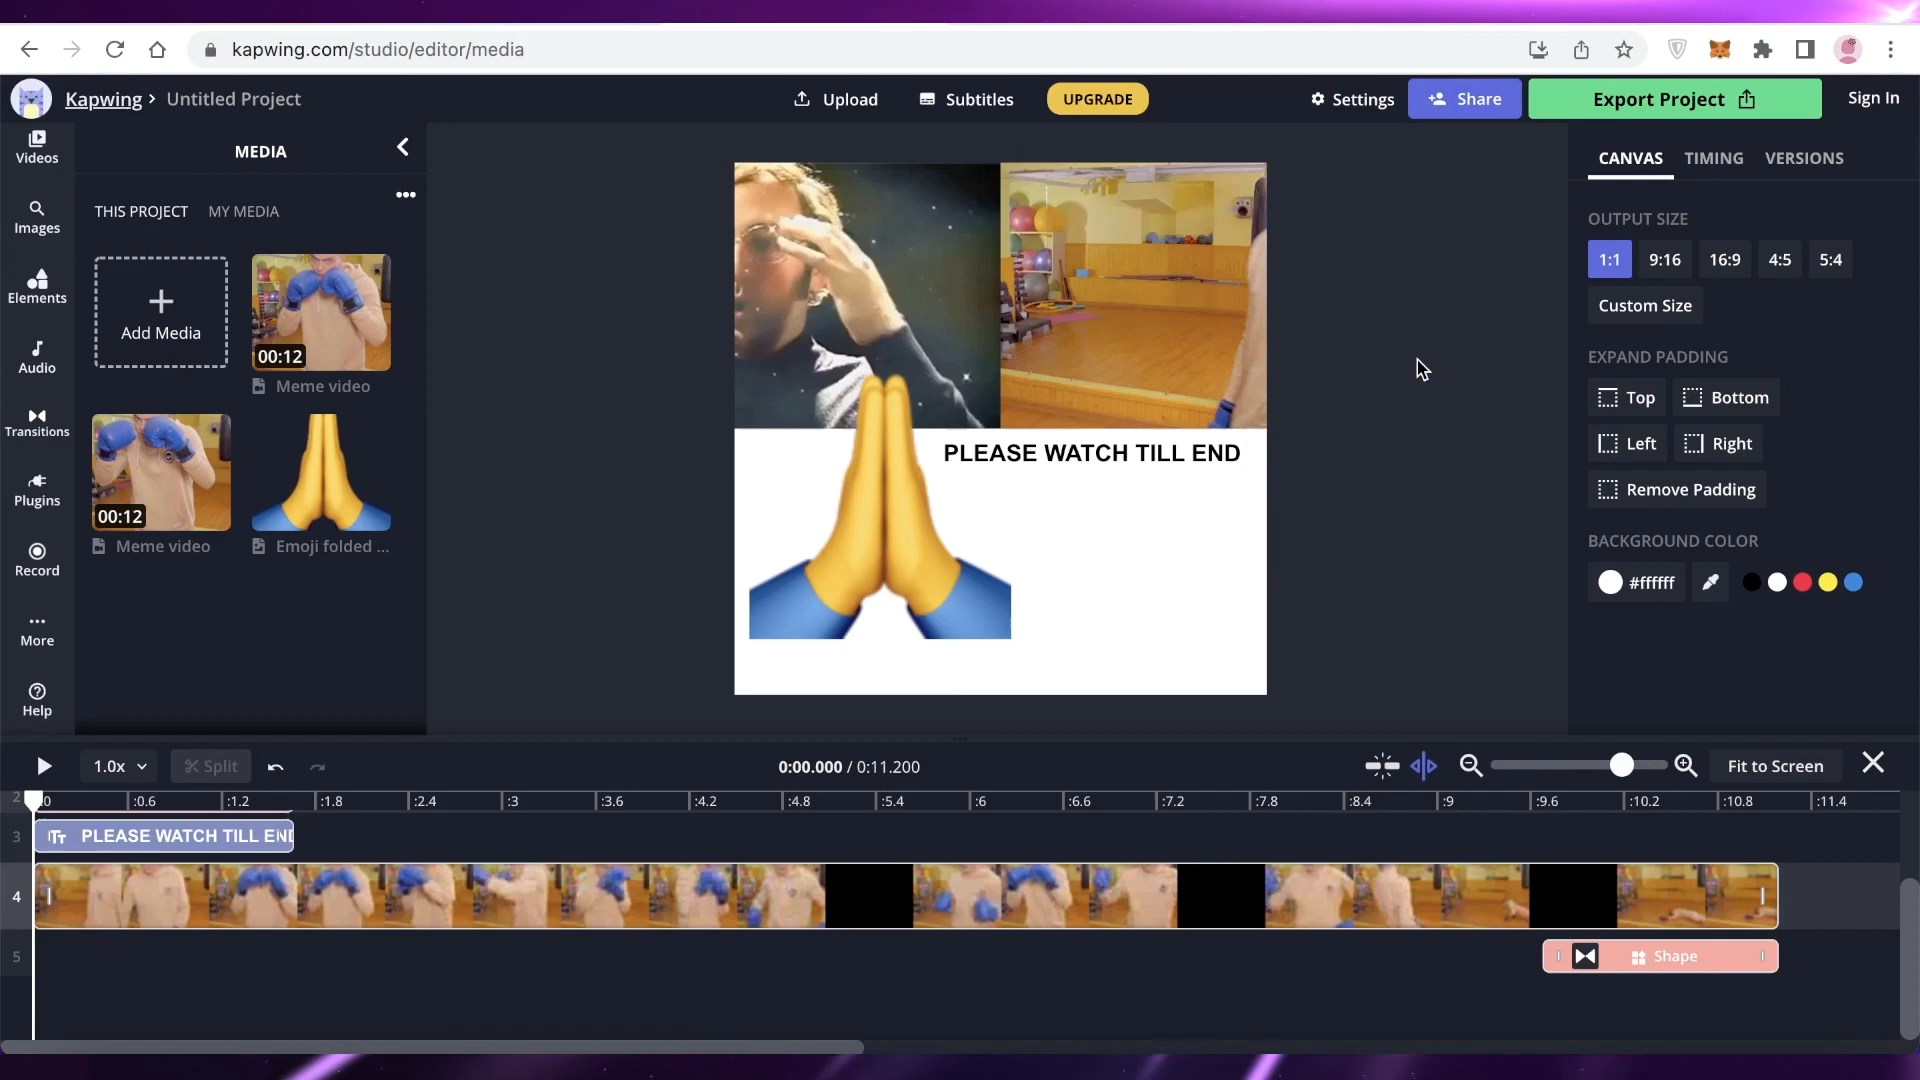 kapwing.com/studio/editor/media
Kapwing > Untitled Project
Upload
Subtitles
UPGRADE
Settings
Share
Export Project
Sign In
Videos
Images
Elements
Audio
Transitions
Plugins
Record
More
Help
MEDIA
THIS PROJECT
MY MEDIA
Add Media
00:12
Meme video
00:12
Meme video
Emoji folded ...
PLEASE WATCH TILL END
CANVAS
TIMING
VERSIONS
OUTPUT SIZE
1:1
9:16
16:9
4:5
5:4
Custom Size
EXPAND PADDING
Top
Bottom
Left
Right
Remove Padding
BACKGROUND COLOR
#ffffff
1.0x
Split
0:00.000 / 0:11.200
Fit to Screen
2
:0 :0.6 :1.2 :1.8 :2.4 :3 :3.6 :4.2 :4.8 :5.4 :6 :6.6 :7.2 :7.8 :8.4 :9 :9.6 :10.2 :10.8 :11.4
3
PLEASE WATCH TILL END
4
5
Shape